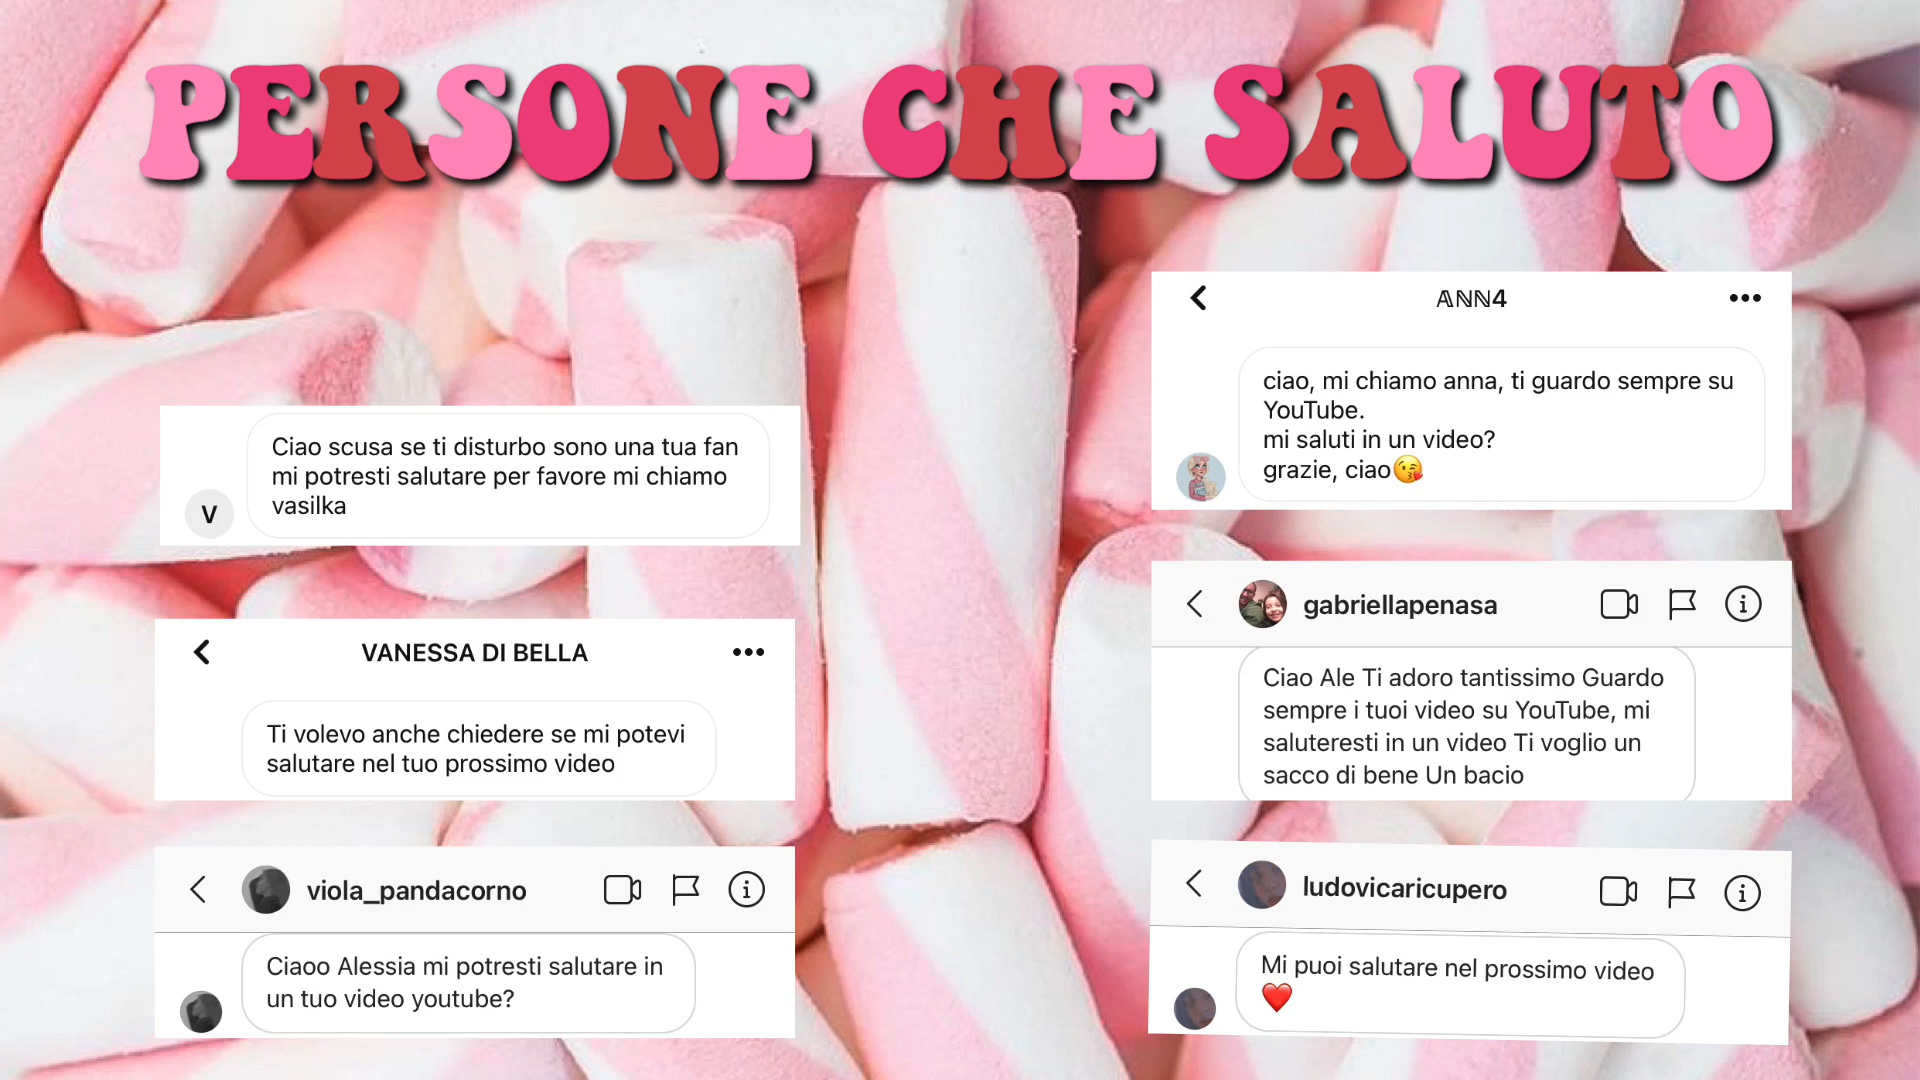 PERSONE CHE SALUTO
Ciao scusa se ti disturbo sono una tua fan
mi potresti salutare per favore mi chiamo
vasilka
V
VANESSA DI BELLA
Ti volevo anche chiedere se mi potevi
salutare nel tuo prossimo video
viola_pandacorno
Ciaoo Alessia mi potresti salutare in
un tuo video youtube?
ANN4
ciao, mi chiamo anna, ti guardo sempre su
YouTube.
mi saluti in un video?
grazie, ciao😘
gabriellapenasa
Ciao Ale Ti adoro tantissimo Guardo
sempre i tuoi video su YouTube, mi
saluteresti in un video Ti voglio un
sacco di bene Un bacio
ludovicaricupero
Mi puoi salutare nel prossimo video
❤️